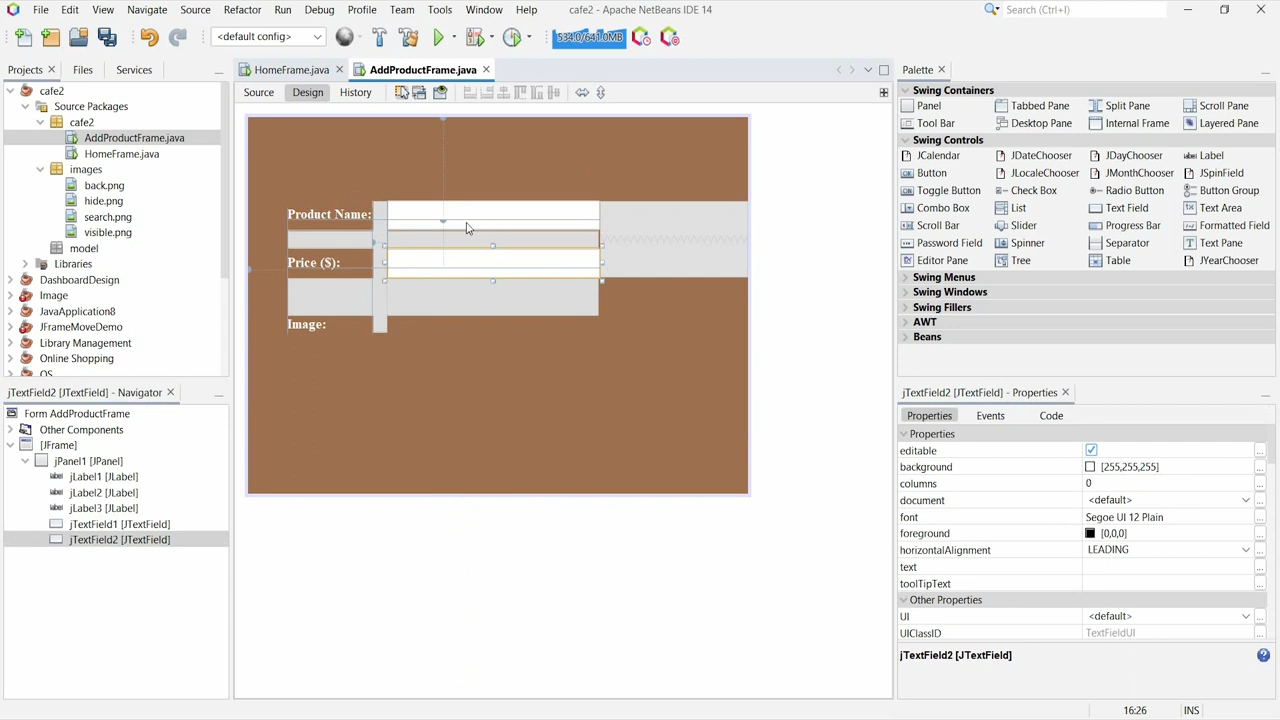 File Edit View Navigate Source Refactor Run Debug Profile Team Tools Window Help cafe2 - Apache NetBeans IDE 14 Search (Ctrl+I)
<default config> 534.0/641.0MB
Projects Files Services
cafe2
Source Packages
cafe2
AddProductFrame.java
HomeFrame.java
images
back.png
hide.png
search.png
visible.png
model
Libraries
DashboardDesign
Image
JavaApplication8
JFrameMoveDemo
Library Management
Online Shopping
OS
jTextField2 [JTextField] - Navigator
Form AddProductFrame
Other Components
[JFrame]
jPanel1 [JPanel]
jLabel1 [JLabel]
jLabel2 [JLabel]
jLabel3 [JLabel]
jTextField1 [JTextField]
jTextField2 [JTextField]
HomeFrame.java AddProductFrame.java
Source Design History
Product Name:
Price ($):
Image:
Palette
Swing Containers
Panel Tabbed Pane Split Pane Scroll Pane
Tool Bar Desktop Pane Internal Frame Layered Pane
Swing Controls
JCalendar JDateChooser JDayChooser Label
Button JLocaleChooser JMonthChooser JSpinField
Toggle Button Check Box Radio Button Button Group
Combo Box List Text Field Text Area
Scroll Bar Slider Progress Bar Formatted Field
Password Field Spinner Separator Text Pane
Editor Pane Tree Table JYearChooser
Swing Menus
Swing Windows
Swing Fillers
AWT
Beans
jTextField2 [JTextField] - Properties
Properties Events Code
Properties
editable
background [255,255,255]
columns 0
document <default>
font Segoe UI 12 Plain
foreground [0,0,0]
horizontalAlignment LEADING
text
toolTipText
Other Properties
UI <default>
UIClassID TextFieldUI
jTextField2 [JTextField]
16:26 INS